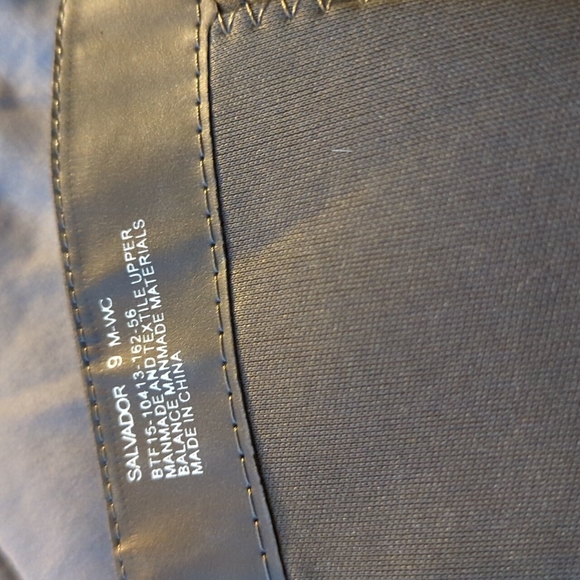 SALVADOR 9 M-WC
BTF15-10413-162-56
MANMADE AND TEXTILE UPPER
BALANCE MANMADE MATERIALS
MADE IN CHINA